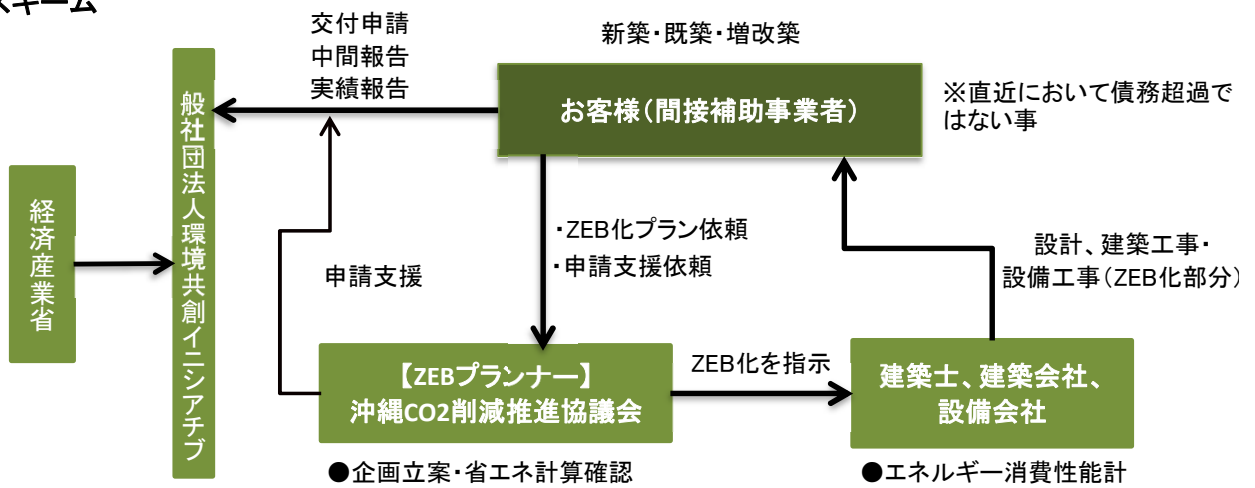 スキーム
交付申請
中間報告
実績報告
新築・既築・増改築
お客様（間接補助事業者）
※直近において債務超過で
はない事
経済産業省
般社団法人環境共創イニシアチブ
申請支援
・ZEB化プラン依頼
・申請支援依頼
設計、建築工事・
設備工事（ZEB化部分）
【ZEBプランナー】
沖縄CO2削減推進協議会
ZEB化を指示
建築士、建築会社、
設備会社
●企画立案・省エネ計算確認
●エネルギー消費性能計